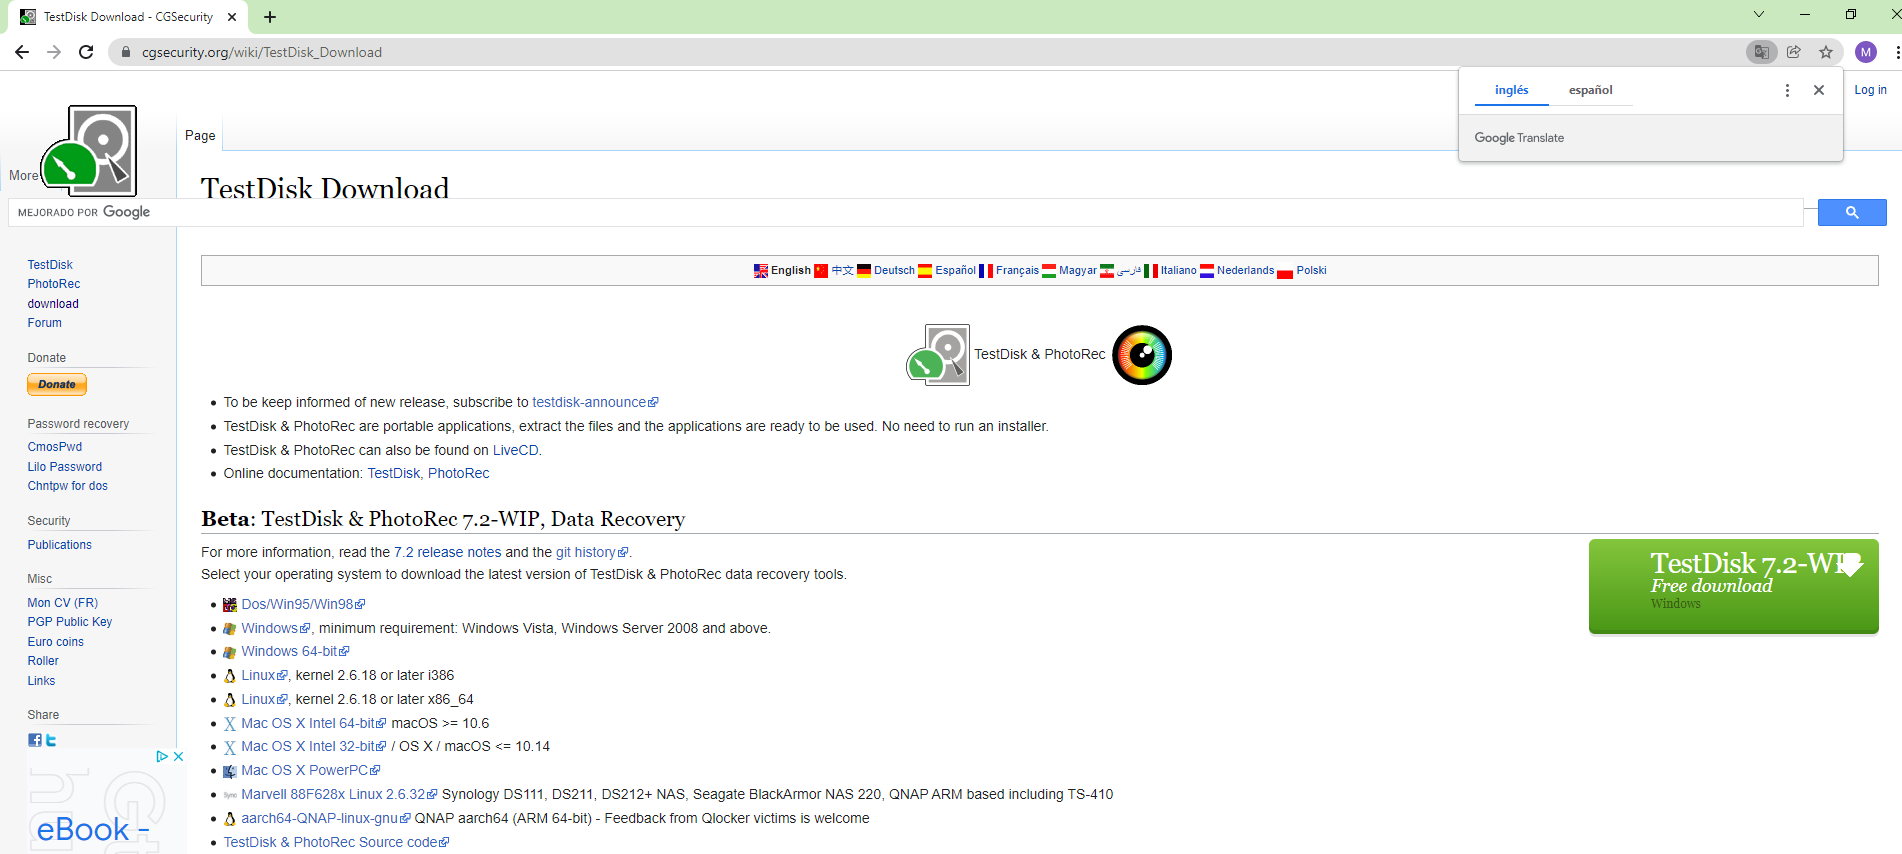 TestDisk Download - CGSecurity
cgsecurity.org/wiki/TestDisk_Download
M
inglés español
Google Translate
Log in
Page
More
TestDisk Download
MEJORADO POR Google
TestDisk
PhotoRec
download
Forum
Donate
Donate
Password recovery
CmosPwd
Lilo Password
Chntpw for dos
Security
Publications
Misc
Mon CV (FR)
PGP Public Key
Euro coins
Roller
Links
Share
eBook -
English 中文 Deutsch Español Français Magyar فارسی Italiano Nederlands Polski
TestDisk & PhotoRec
To be keep informed of new release, subscribe to testdisk-announce
TestDisk & PhotoRec are portable applications, extract the files and the applications are ready to be used. No need to run an installer.
TestDisk & PhotoRec can also be found on LiveCD.
Online documentation: TestDisk, PhotoRec
Beta: TestDisk & PhotoRec 7.2-WIP, Data Recovery
For more information, read the 7.2 release notes and the git history.
Select your operating system to download the latest version of TestDisk & PhotoRec data recovery tools.
Dos/Win95/Win98
Windows, minimum requirement: Windows Vista, Windows Server 2008 and above.
Windows 64-bit
Linux, kernel 2.6.18 or later i386
Linux, kernel 2.6.18 or later x86_64
Mac OS X Intel 64-bit macOS >= 10.6
Mac OS X Intel 32-bit / OS X / macOS <= 10.14
Mac OS X PowerPC
Marvell 88F628x Linux 2.6.32 Synology DS111, DS211, DS212+ NAS, Seagate BlackArmor NAS 220, QNAP ARM based including TS-410
aarch64-QNAP-linux-gnu QNAP aarch64 (ARM 64-bit) - Feedback from Qlocker victims is welcome
TestDisk & PhotoRec Source code
TestDisk 7.2-WIP
Free download
Windows